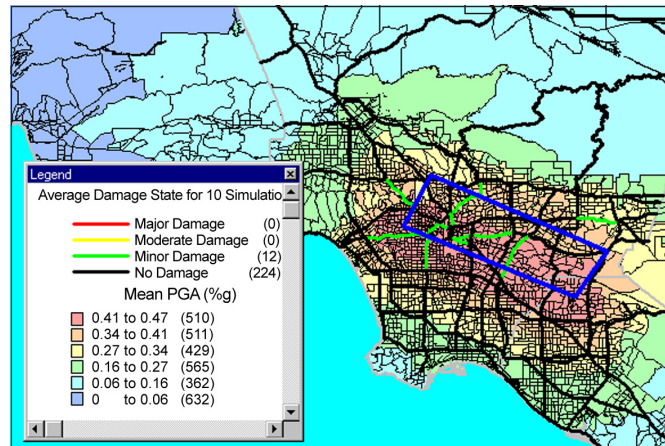 Legend
Average Damage State for 10 Simulatio
Major Damage (0)
Moderate Damage (0)
Minor Damage (12)
No Damage (224)
Mean PGA (%g)
0.41 to 0.47 (510)
0.34 to 0.41 (511)
0.27 to 0.34 (429)
0.16 to 0.27 (565)
0.06 to 0.16 (362)
0 to 0.06 (632)